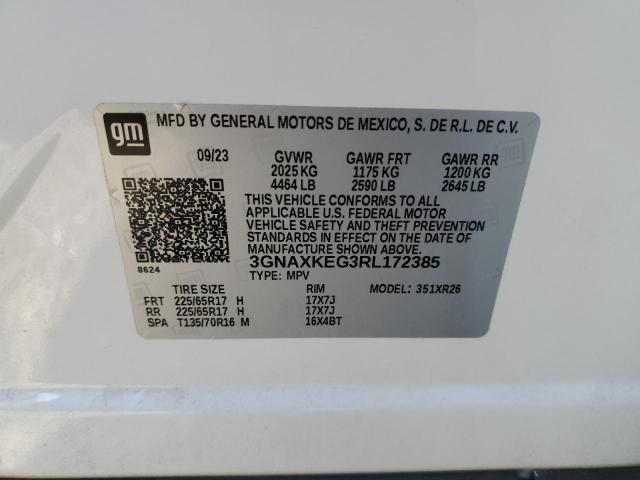 gm
MFD BY GENERAL MOTORS DE MEXICO, S. DE R.L. DE C.V.
09/23 GVWR GAWR FRT GAWR RR
2025 KG 1175 KG 1200 KG
4464 LB 2590 LB 2645 LB
THIS VEHICLE CONFORMS TO ALL
APPLICABLE U.S. FEDERAL MOTOR
VEHICLE SAFETY AND THEFT
PREVENTION STANDARDS
IN EFFECT ON THE DATE OF
MANUFACTURE SHOWN ABOVE.
3GNAXKEG3RL172385
8624
TYPE: MPV
TIRE SIZE RIM MODEL: 351XR26
FRT 225/65R17 H 17X7J
RR 225/65R17 H 17X7J
SPA T135/70R16 M 16X4BT